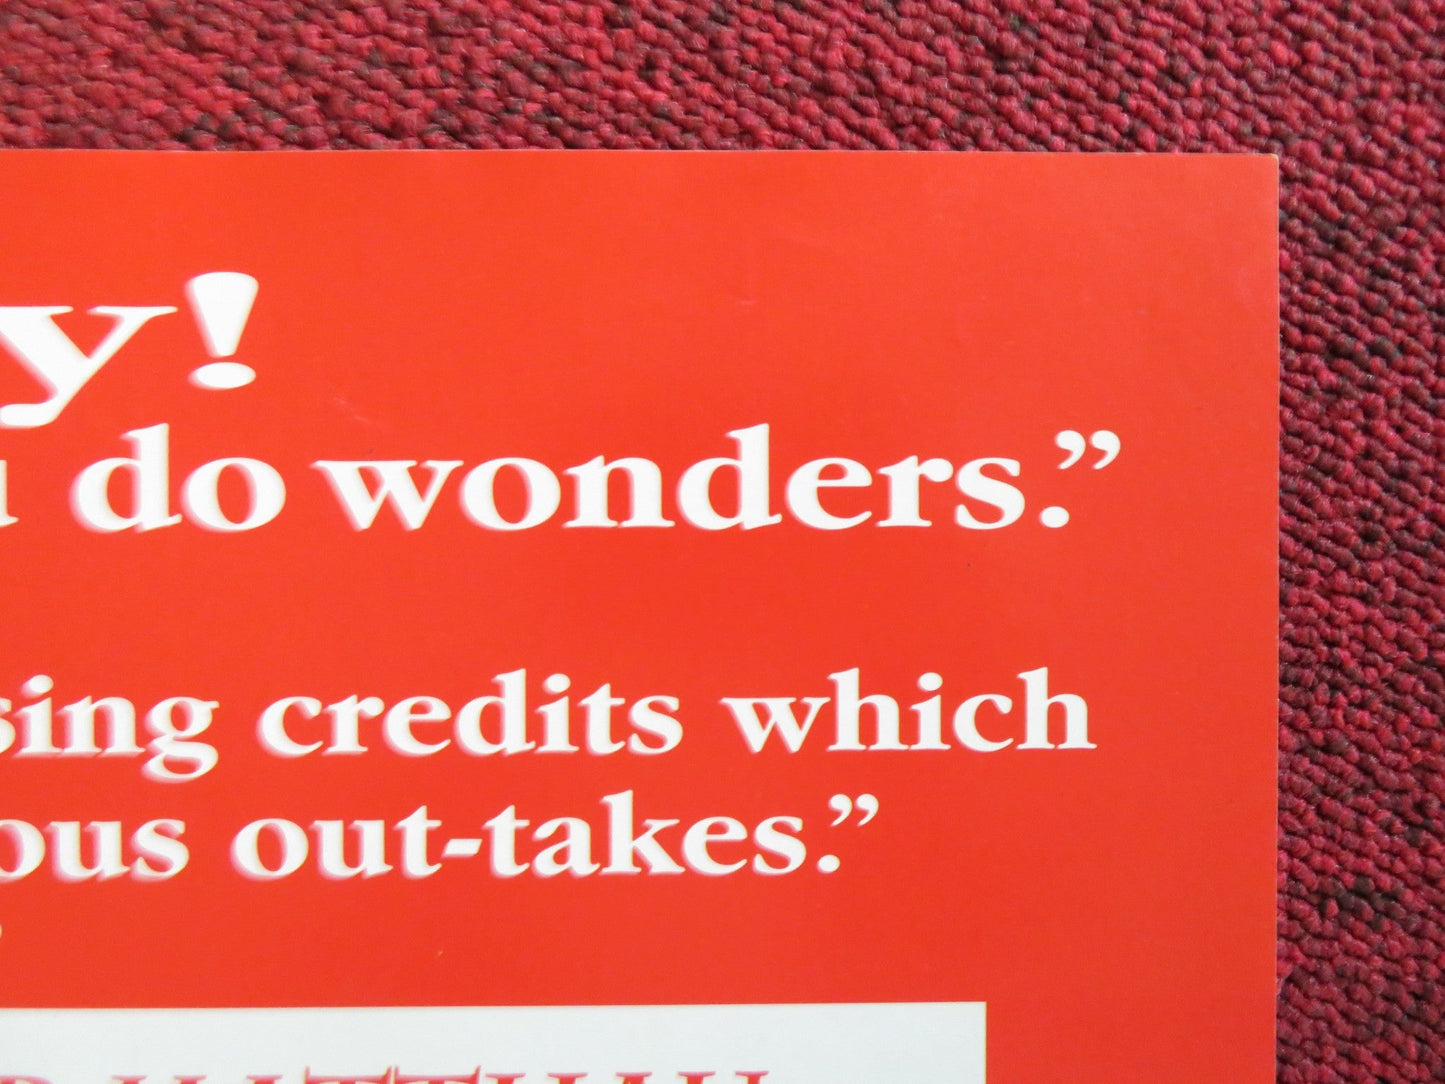 y!
u do wonders.”
sing credits which
ous out-takes.”